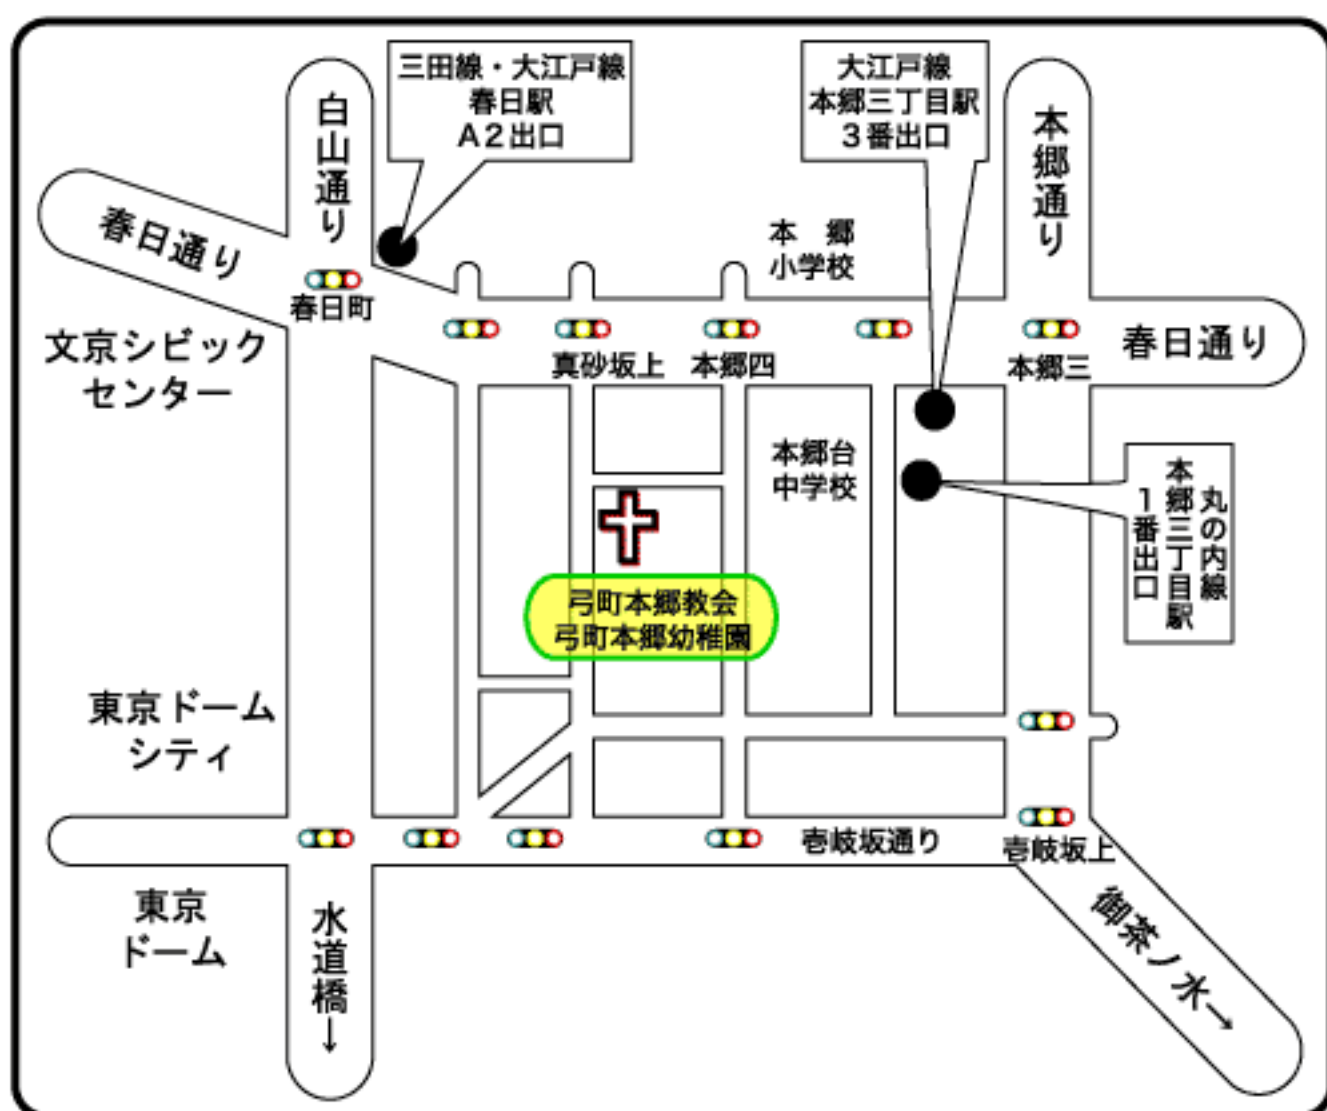 三田線・大江戸線
春日駅
A2出口
大江戸線
本郷三丁目駅
3番出口
白山通り
本郷通り
春日通り
本　郷
小学校
春日町
文京シビック
センター
真砂坂上
本郷四
本郷三
春日通り
本郷台
中学校
丸の内線
本郷三丁目駅
1番出口
弓町本郷教会
弓町本郷幼稚園
東京ドーム
シティ
壱岐坂通り
壱岐坂上
東京
ドーム
水道橋→
御茶ノ水→